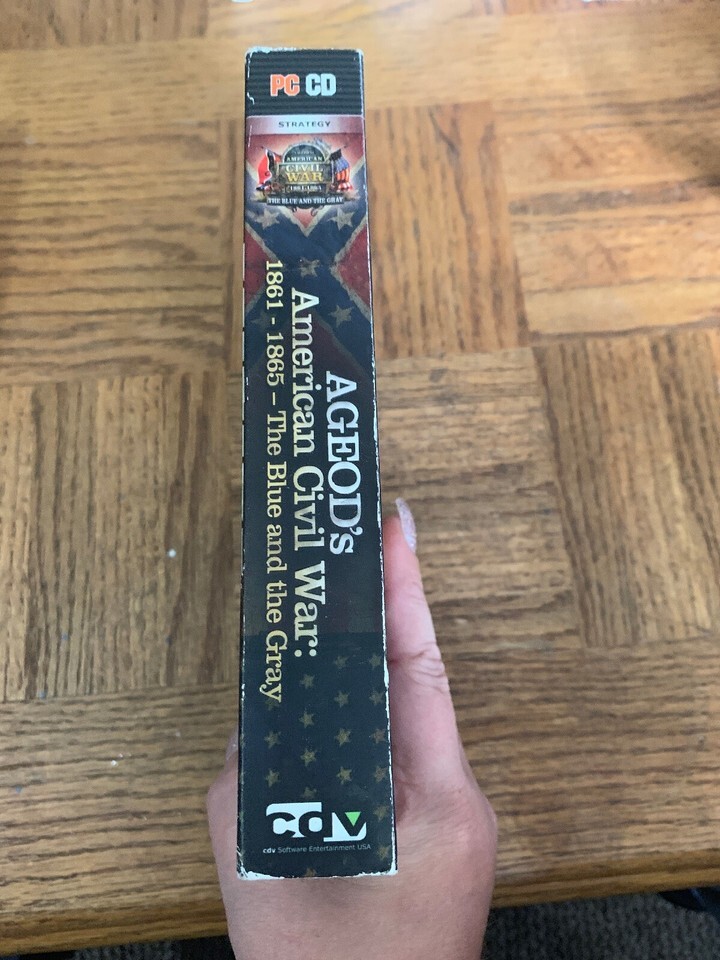 PC CD
STRATEGY
AMERICAN
CIVIL
WAR
1861-1865
THE BLUE AND THE GRAY
AGEOD's
American Civil War:
1861 - 1865 – The Blue and the Gray
cdv
cdv Software Entertainment USA